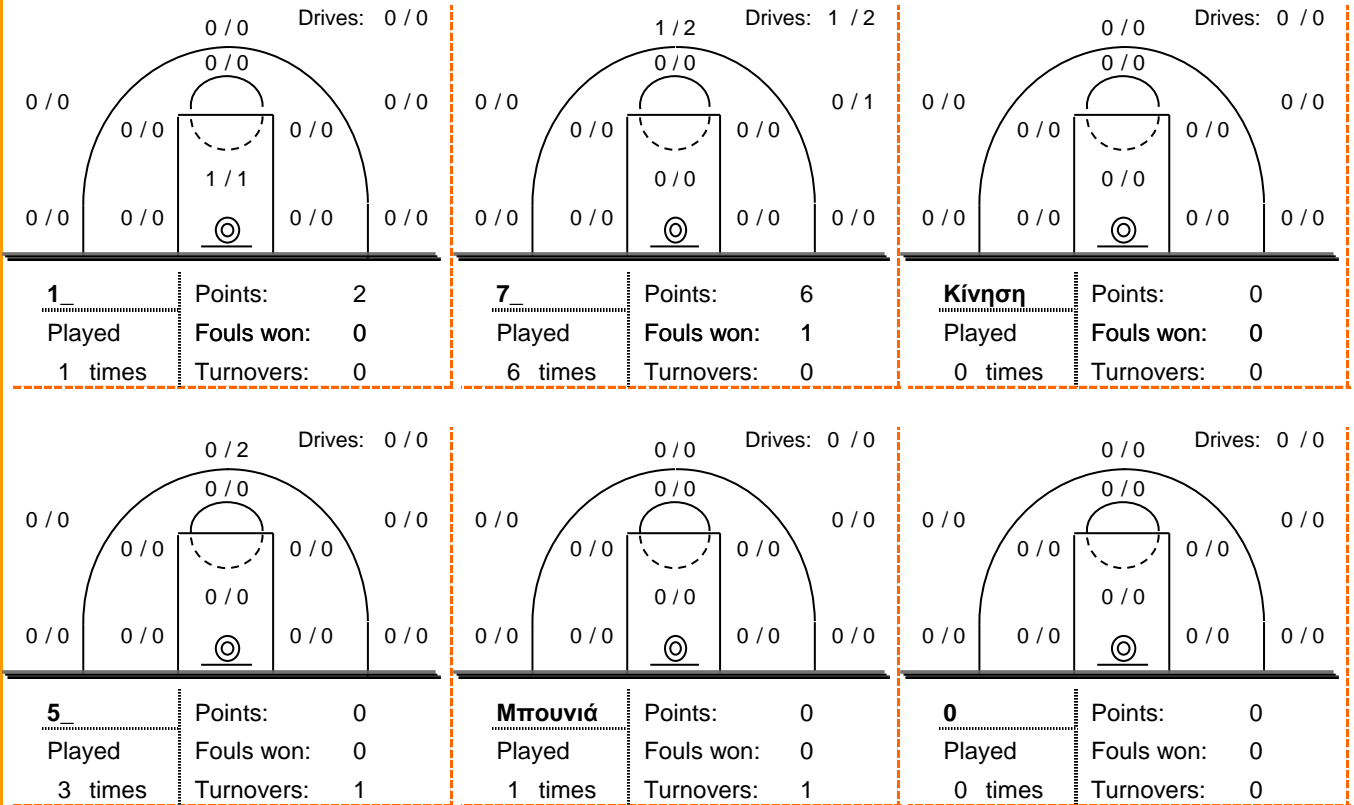 0 / 0 Drives: 0 / 0
0 / 0
0 / 0 0 / 0
0 / 0 0 / 0
1 / 1
0 / 0 0 / 0 0 / 0 0 / 0
1_ Points: 2
Played Fouls won: 0
1 times Turnovers: 0
1 / 2 Drives: 1 / 2
0 / 0
0 / 0 0 / 1
0 / 0 0 / 0
0 / 0
0 / 0 0 / 0 0 / 0 0 / 0
7_ Points: 6
Played Fouls won: 1
6 times Turnovers: 0
0 / 0 Drives: 0 / 0
0 / 0
0 / 0 0 / 0
0 / 0 0 / 0
0 / 0
0 / 0 0 / 0 0 / 0 0 / 0
Κίνηση Points: 0
Played Fouls won: 0
0 times Turnovers: 0
0 / 2 Drives: 0 / 0
0 / 0
0 / 0 0 / 0
0 / 0 0 / 0
0 / 0
0 / 0 0 / 0 0 / 0 0 / 0
5_ Points: 0
Played Fouls won: 0
3 times Turnovers: 1
0 / 0 Drives: 0 / 0
0 / 0
0 / 0 0 / 0
0 / 0 0 / 0
0 / 0
0 / 0 0 / 0 0 / 0 0 / 0
Μπουνιά Points: 0
Played Fouls won: 0
1 times Turnovers: 1
0 / 0 Drives: 0 / 0
0 / 0
0 / 0 0 / 0
0 / 0 0 / 0
0 / 0
0 / 0 0 / 0 0 / 0 0 / 0
0 Points: 0
Played Fouls won: 0
0 times Turnovers: 0